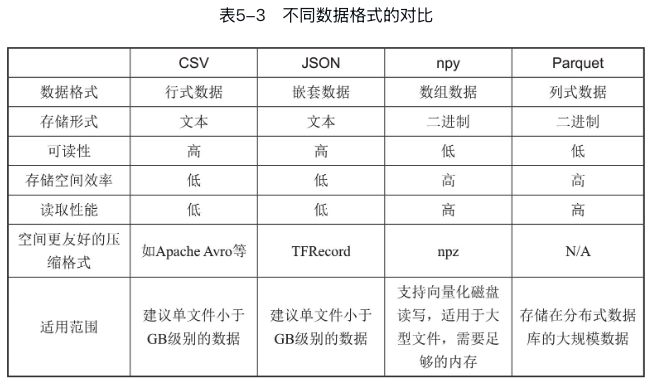 表5-3 不同数据格式的对比
CSV JSON npy Parquet
数据格式 行式数据 嵌套数据 数组数据 列式数据
存储形式 文本 文本 二进制 二进制
可读性 高 高 低 低
存储空间效率 低 低 高 高
读取性能 低 低 高 高
空间更友好的压
缩格式 如Apache Avro等 TFRecord npz N/A
适用范围 建议单文件小于
GB级别的数据 建议单文件小于
GB级别的数据 支持向量化磁盘
读写，适用于大
型文件，需要足
够的内存 存储在分布式数据
库的大规模数据